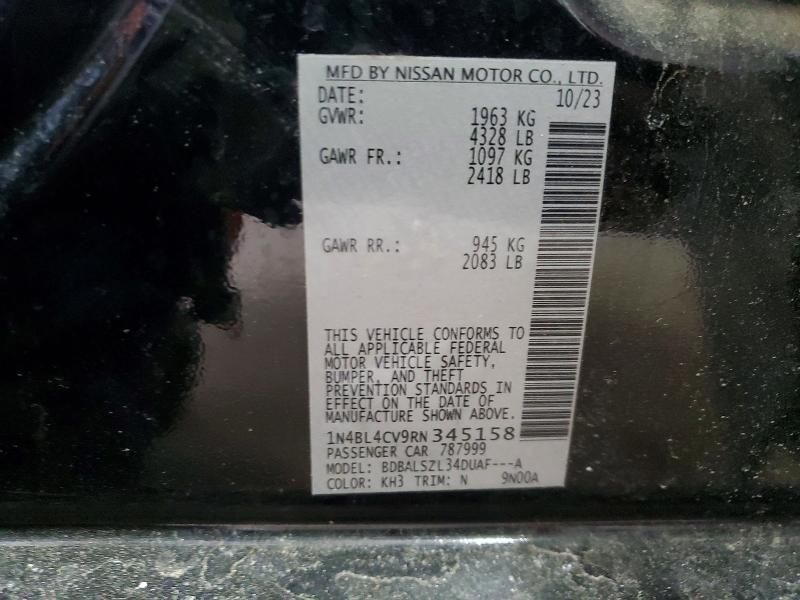 MFD BY NISSAN MOTOR CO., LTD.
DATE: 10/23
GVWR: 1963 KG
4328 LB
GAWR FR.: 1097 KG
2418 LB
GAWR RR.: 945 KG
2083 LB
THIS VEHICLE CONFORMS TO
ALL APPLICABLE FEDERAL
MOTOR VEHICLE SAFETY,
BUMPER, AND THEFT
PREVENTION STANDARDS IN
EFFECT ON THE DATE OF
MANUFACTURE SHOWN ABOVE.
1N4BL4CV9RN 345158
PASSENGER CAR 787999
MODEL: BDBALSZL34DUAF---A
COLOR: KH3 TRIM: N 9N00A